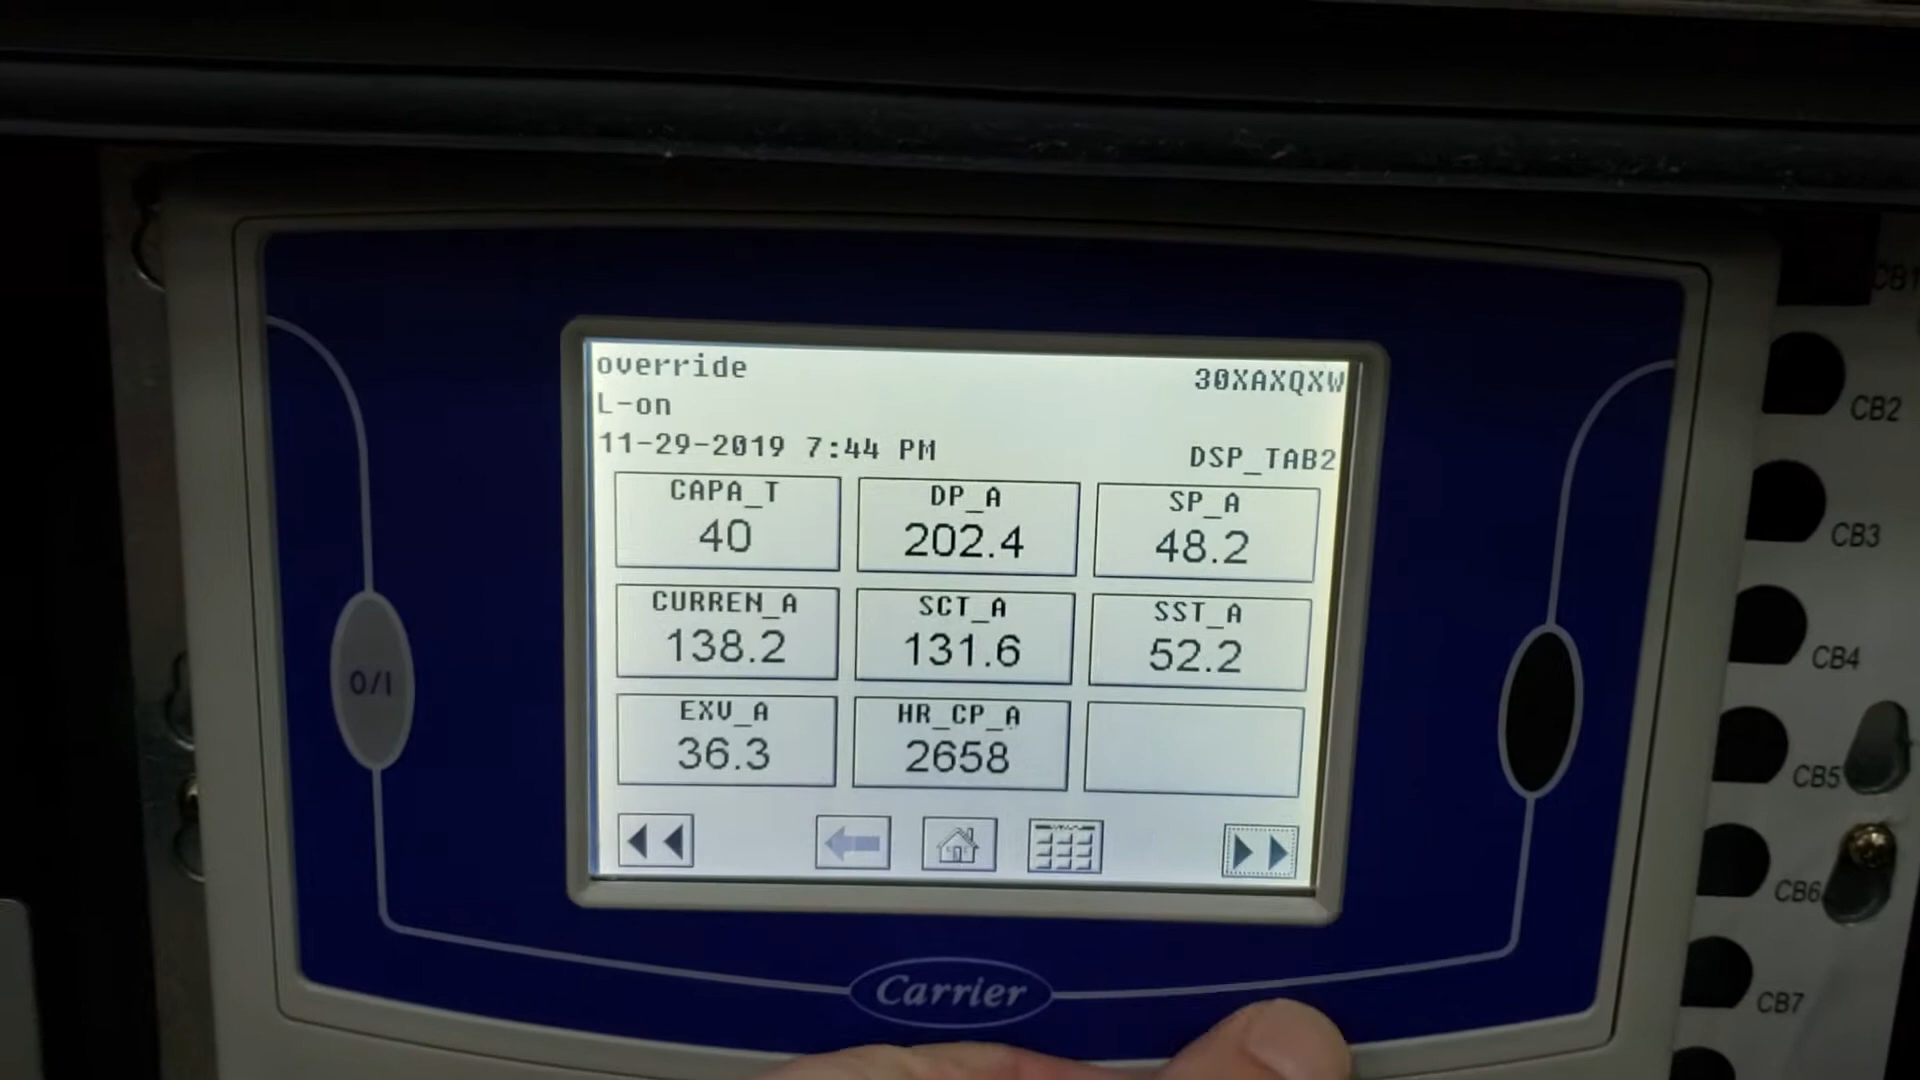 override
30XAXQXW
L-on
11-29-2019 7:44 PM
DSP_TAB2
CAPA_T
40
DP_A
202.4
SP_A
48.2
CURREN_A
138.2
SCT_A
131.6
SST_A
52.2
EXV_A
36.3
HR_CP_A
2658
O/I
Carrier
CB1
CB2
CB3
CB4
CB5
CB6
CB7